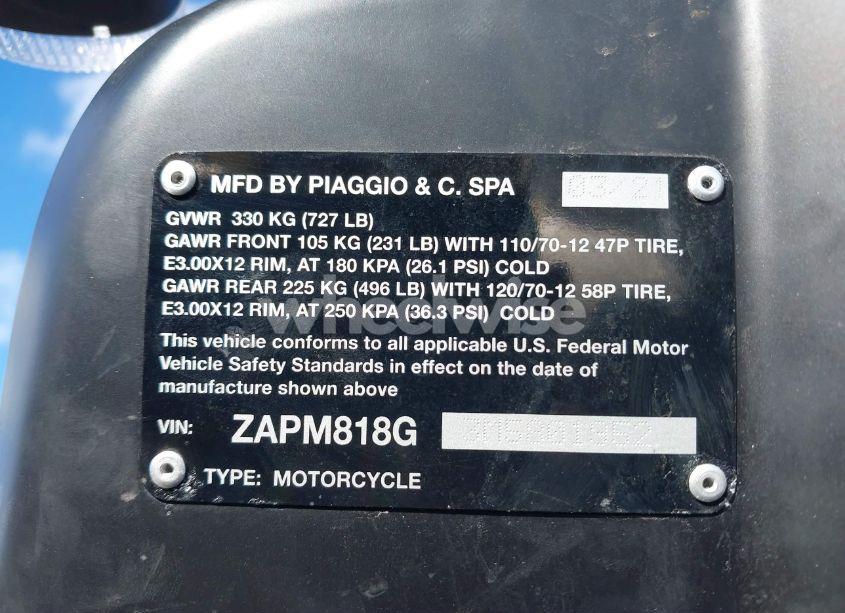 MFD BY PIAGGIO & C. SPA 03/21
GVWR 330 KG (727 LB)
GAWR FRONT 105 KG (231 LB) WITH 110/70-12 47P TIRE,
E3.00X12 RIM, AT 180 KPA (26.1 PSI) COLD
GAWR REAR 225 KG (496 LB) WITH 120/70-12 58P TIRE,
E3.00X12 RIM, AT 250 KPA (36.3 PSI) COLD
wheelwise
This vehicle conforms to all applicable U.S. Federal Motor
Vehicle Safety Standards in effect on the date of
manufacture shown above
VIN: ZAPM818G
TYPE: MOTORCYCLE